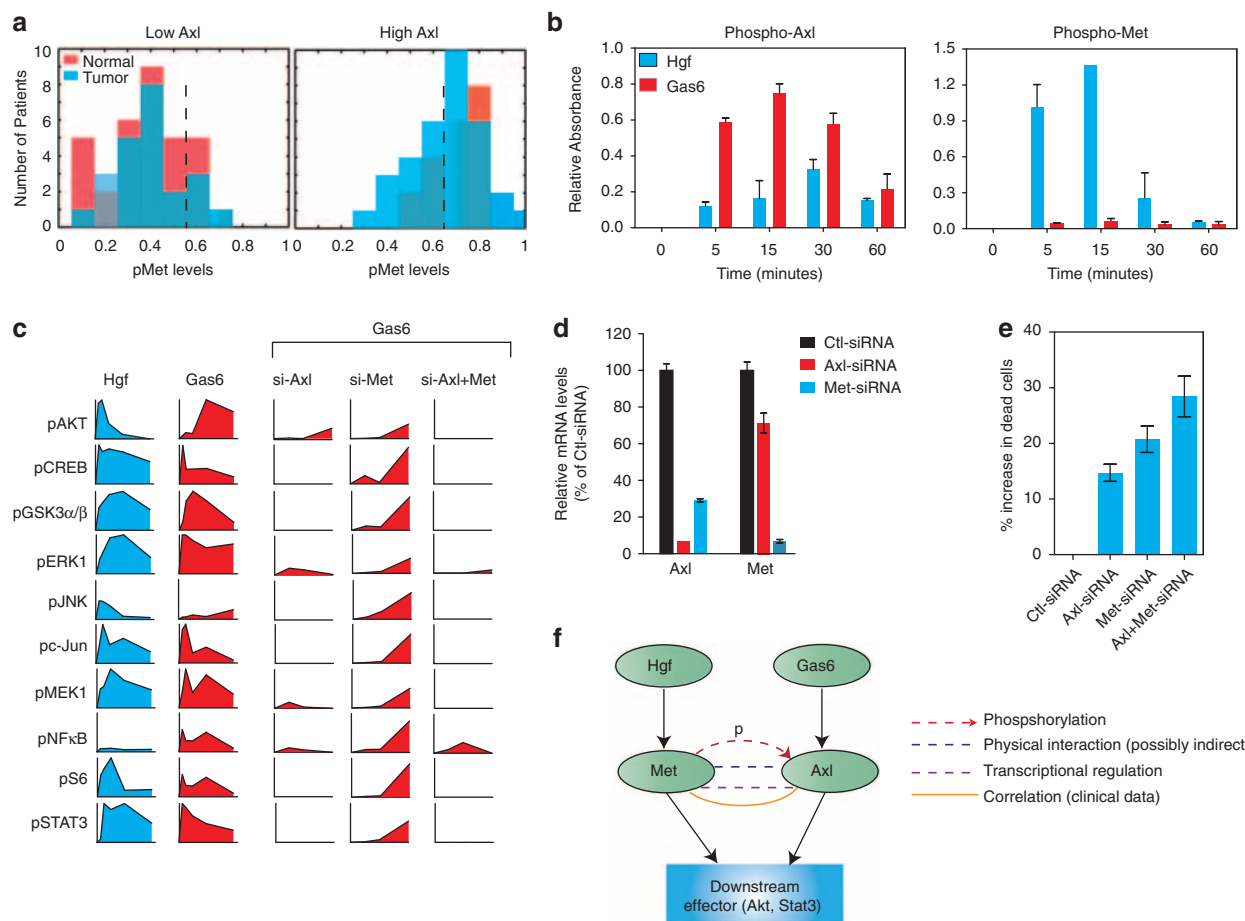 a
Low Axl
High Axl
Normal
Tumor
Number of Patients
10
8
6
4
2
0
0 0.2 0.4 0.6 0.8 1
0 0.2 0.4 0.6 0.8 1
pMet levels
pMet levels
b
Phospho-Axl
Phospho-Met
Hgf
Gas6
Relative Absorbance
1.0
0.8
0.6
0.4
0.2
0.0
0 5 15 30 60
Time (minutes)
1.5
1.2
0.9
0.6
0.3
0.0
0 5 15 30 60
Time (minutes)
c
Gas6
Hgf Gas6 si-Axl si-Met si-Axl+Met
pAKT
pCREB
pGSK3α/β
pERK1
pJNK
pc-Jun
pMEK1
pNFκB
pS6
pSTAT3
d
Relative mRNA levels
(% of Ctl-siRNA)
120
100
80
60
40
20
0
Axl Met
Ctl-siRNA
Axl-siRNA
Met-siRNA
e
% increase in dead cells
40
30
20
10
0
Ctl-siRNA
Axl-siRNA
Met-siRNA
Axl+Met-siRNA
f
Hgf Gas6
p
Met Axl
Downstream
effector (Akt, Stat3)
Phospshorylation
Physical interaction (possibly indirect
Transcriptional regulation
Correlation (clinical data)